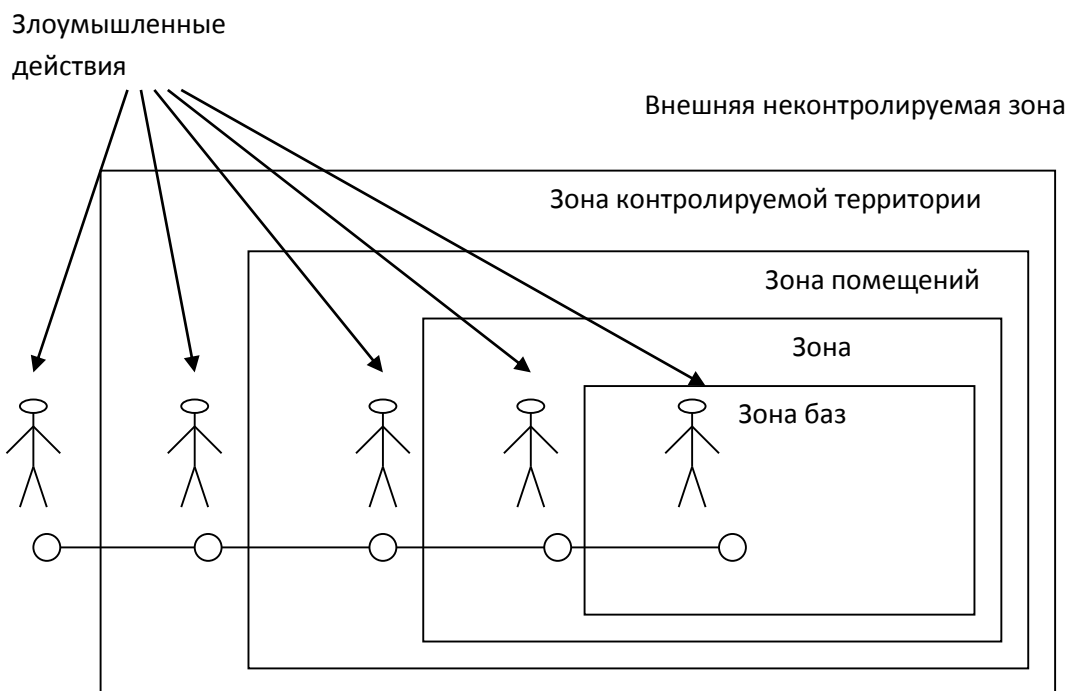 Злоумышленные
действия
Внешняя неконтролируемая зона
Зона контролируемой территории
Зона помещений
Зона
Зона баз